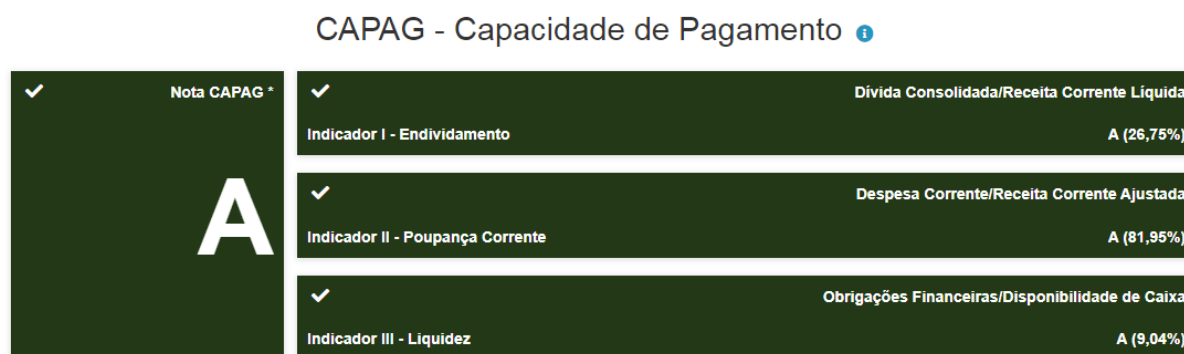 CAPAG - Capacidade de Pagamento
Nota CAPAG *
A
Dívida Consolidada/Receita Corrente Líquida
Indicador I - Endividamento
A (26,75%)
Despesa Corrente/Receita Corrente Ajustada
Indicador II - Poupança Corrente
A (81,95%)
Obrigações Financeiras/Disponibilidade de Caixa
Indicador III - Liquidez
A (9,04%)